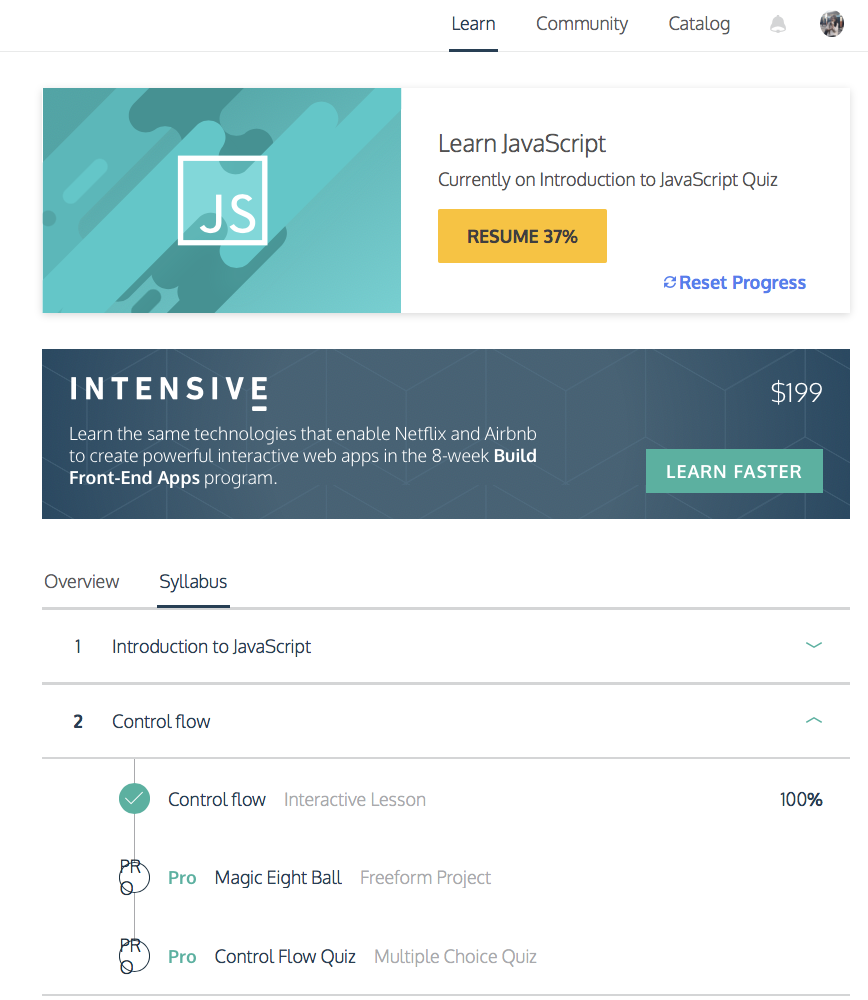 Learn Community Catalog
JS
Learn JavaScript
Currently on Introduction to JavaScript Quiz
RESUME 37%
Reset Progress
INTENSIVE
$199
Learn the same technologies that enable Netflix and Airbnb
to create powerful interactive web apps in the 8-week Build
Front-End Apps program.
LEARN FASTER
Overview Syllabus
1 Introduction to JavaScript
2 Control flow
Control flow Interactive Lesson 100%
PR
O
Pro Magic Eight Ball Freeform Project
PR
O
Pro Control Flow Quiz Multiple Choice Quiz